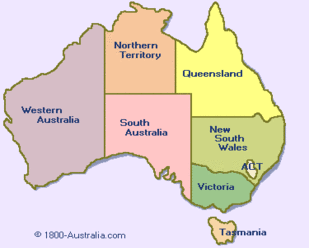 Northern
Territory
Queensland
Western
Australia
South
Australia
New
South
Wales
ACT
Victoria
Tasmania
© 1800-Australia.com